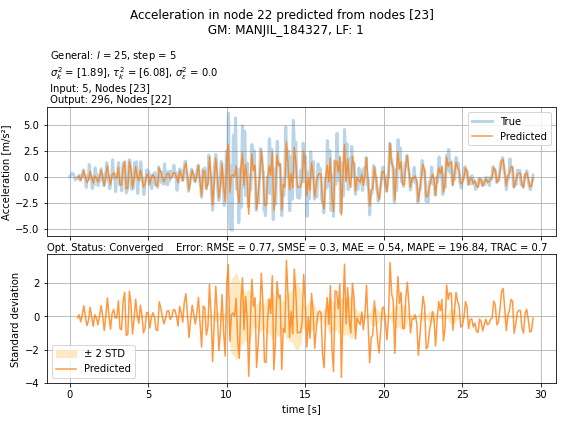 Acceleration in node 22 predicted from nodes [23]
GM: MANJIL_184327, LF: 1
General: l = 25, step = 5
σ²ₖ = [1.89], τ²ₖ = [6.08], σ²ε = 0.0
Input: 5, Nodes [23]
Output: 296, Nodes [22]
Acceleration [m/s²]
5.0
2.5
0.0
−2.5
−5.0
True
Predicted
Opt. Status: Converged Error: RMSE = 0.77, SMSE = 0.3, MAE = 0.54, MAPE = 196.84, TRAC = 0.7
Standard deviation
2
0
−2
−4
± 2 STD
Predicted
0 5 10 15 20 25 30
time [s]